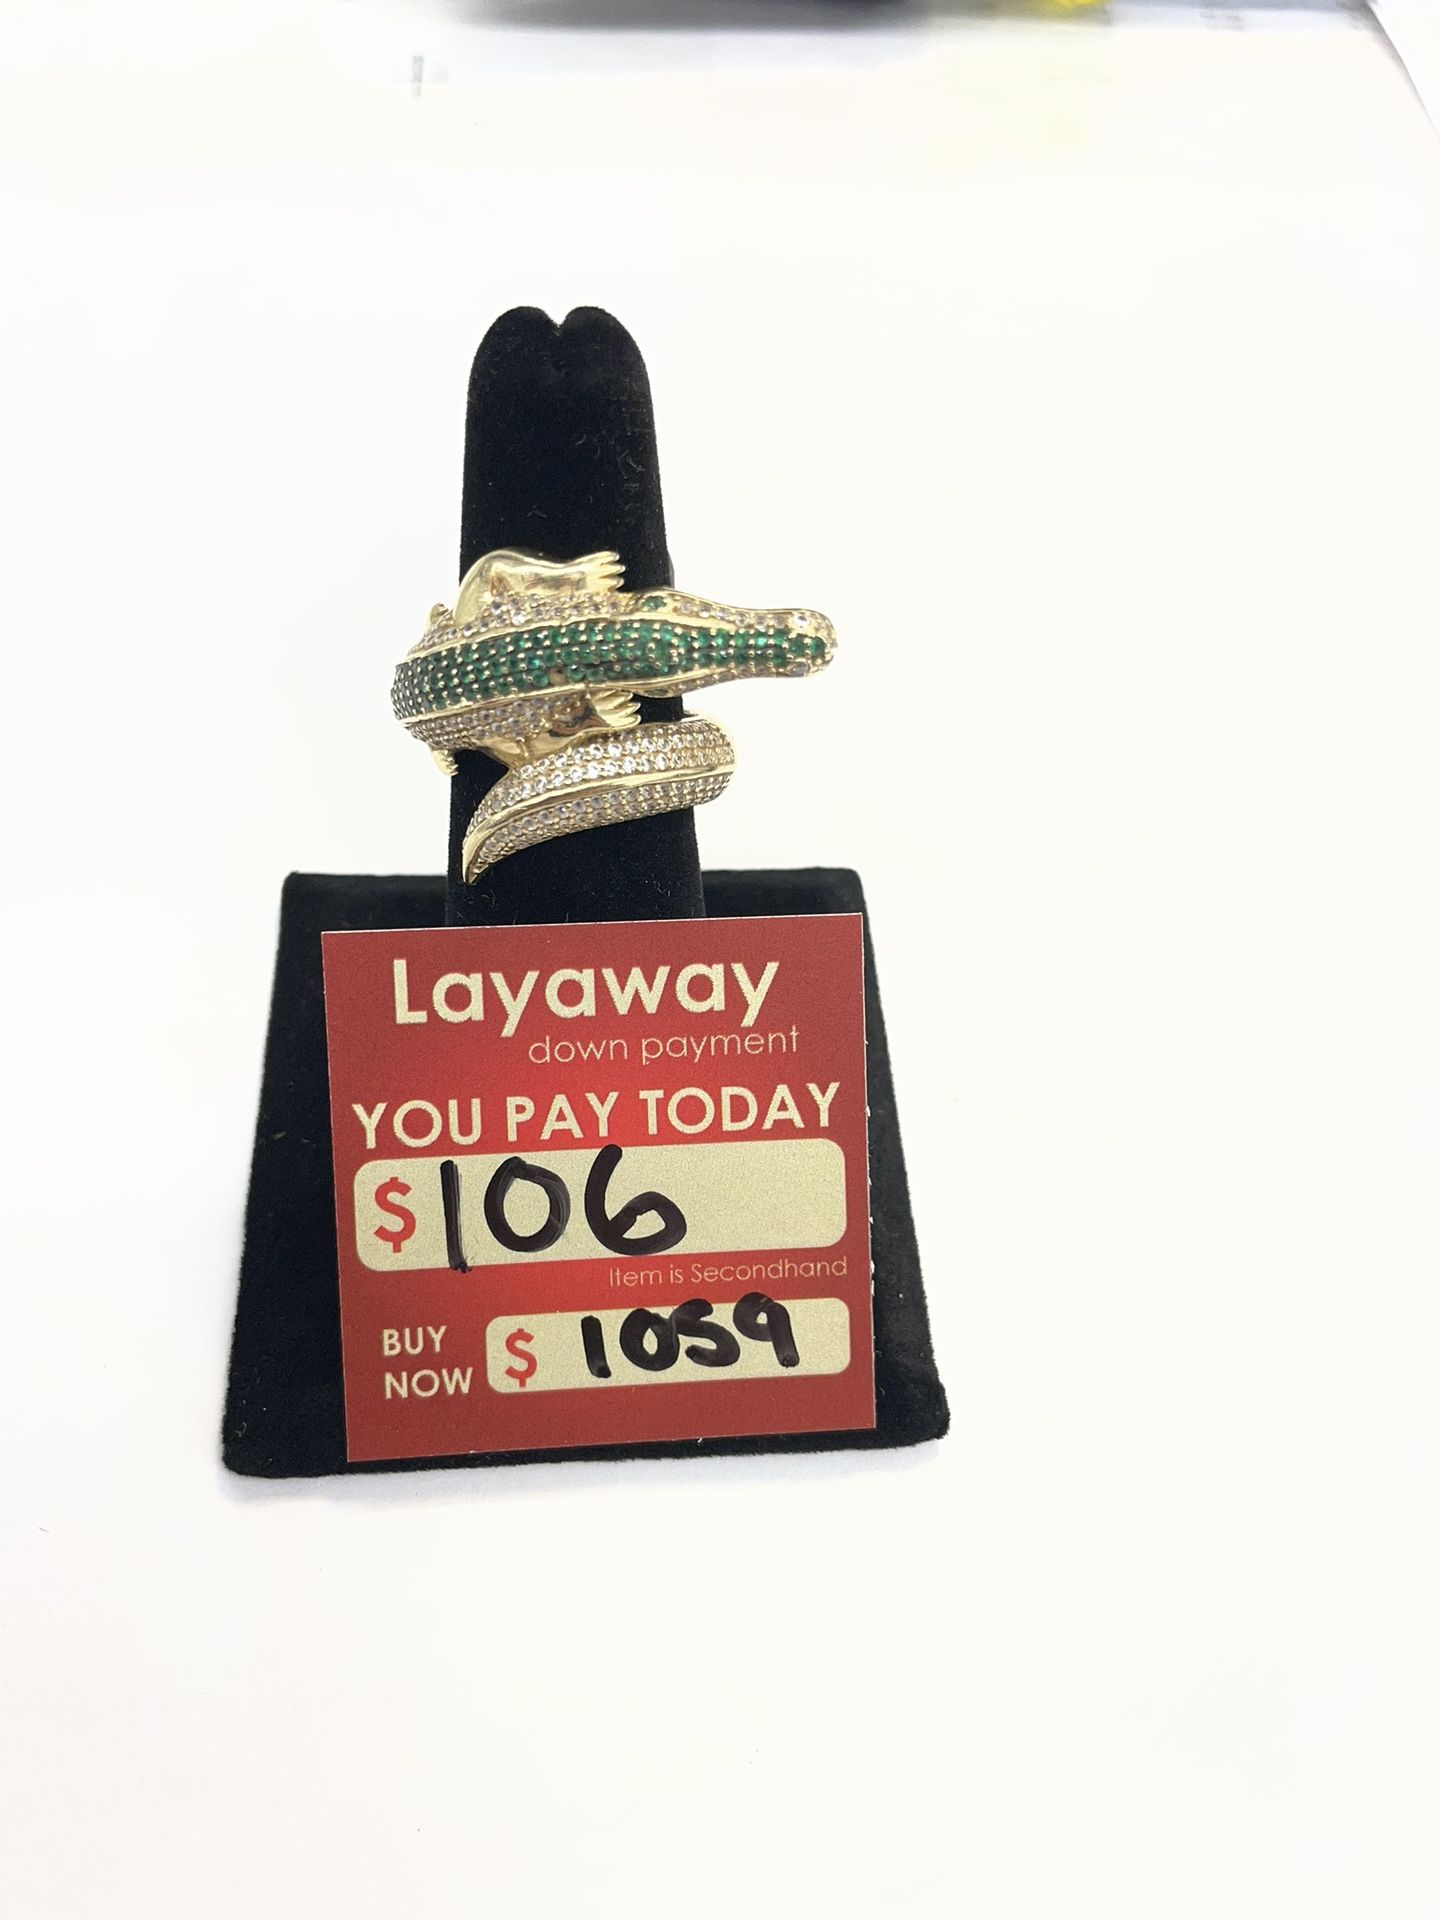 Layaway
down payment
YOU PAY TODAY
$106
Item is Secondhand
BUY NOW $ 1059